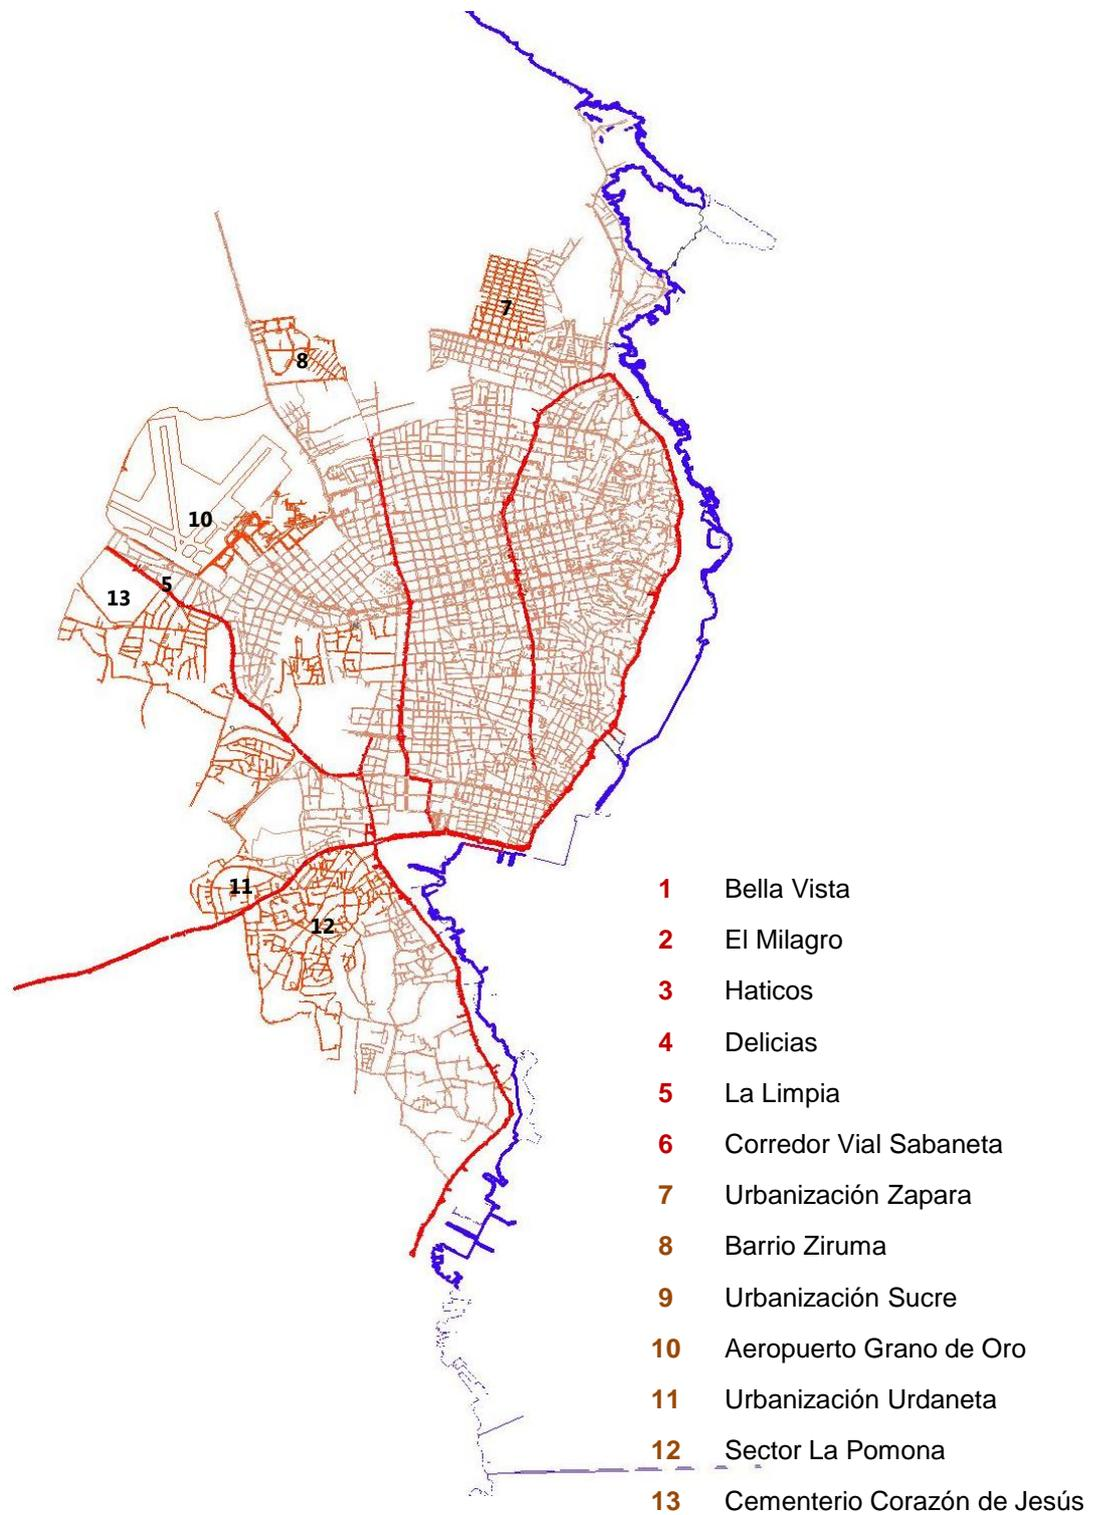 7
8
10
5
13
11
12
1 Bella Vista
2 El Milagro
3 Haticos
4 Delicias
5 La Limpia
6 Corredor Vial Sabaneta
7 Urbanización Zapara
8 Barrio Ziruma
9 Urbanización Sucre
10 Aeropuerto Grano de Oro
11 Urbanización Urdaneta
12 Sector La Pomona
13 Cementerio Corazón de Jesús